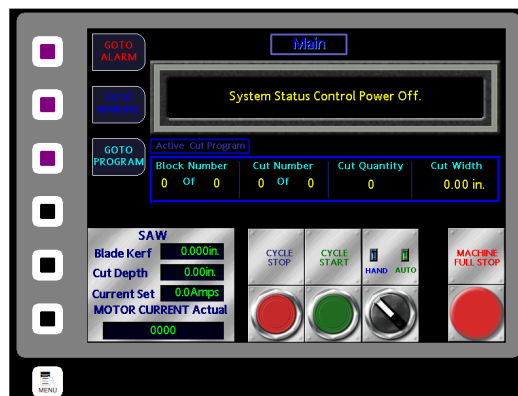 GOTO ALARM
Main
GOTO MANUAL
System Status Control Power Off.
GOTO PROGRAM
Active Cut Program
Block Number Cut Number Cut Quantity Cut Width
0 Of 0 0 Of 0 0 0.00 in.
SAW
Blade Kerf 0.000in.
Cut Depth 0.00in.
Current Set 0.0Amps
MOTOR CURRENT Actual
0000
CYCLE STOP
CYCLE START
HAND AUTO
MACHINE FULL STOP
MENU